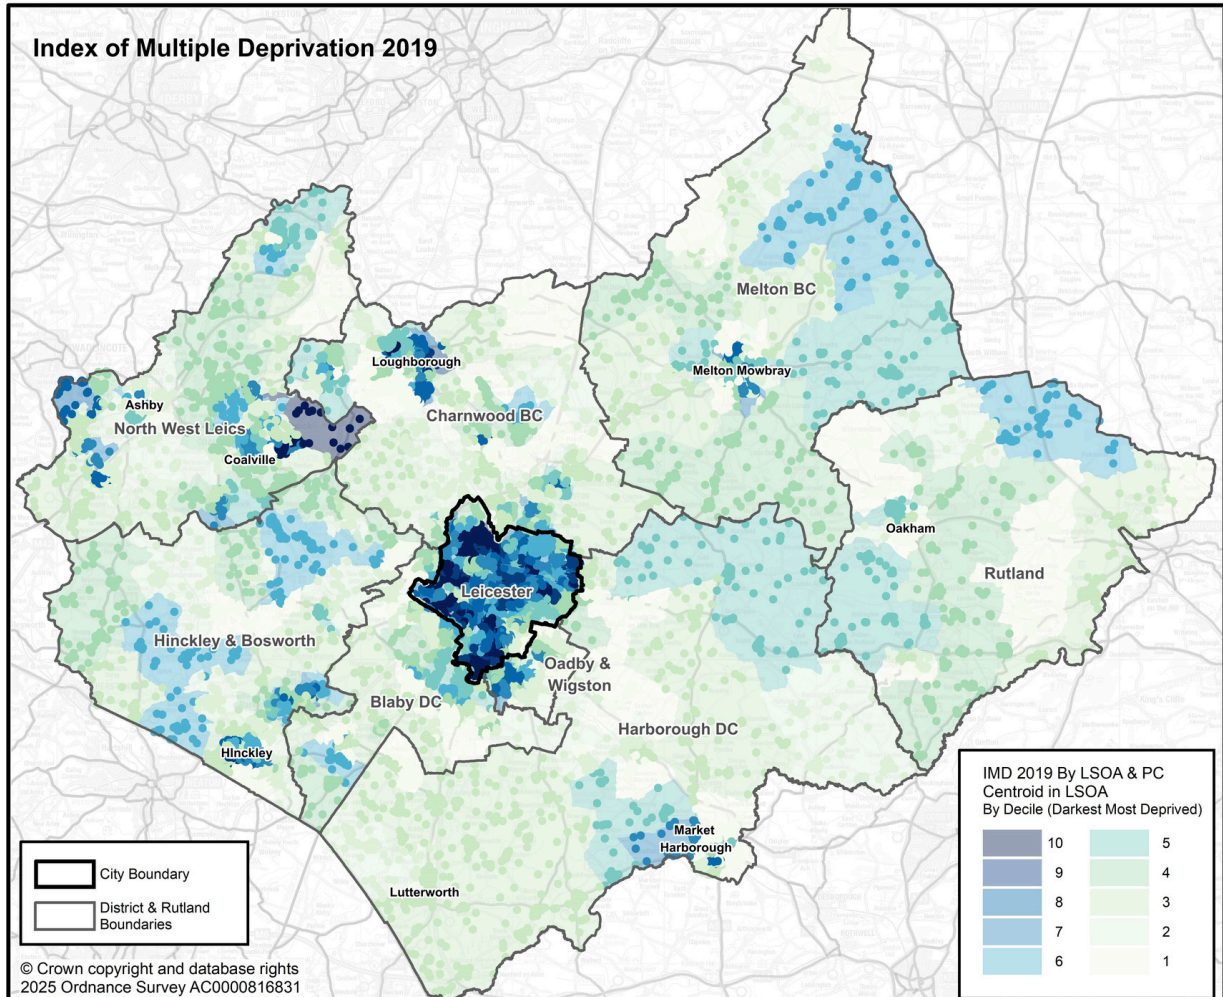 Index of Multiple Deprivation 2019
Melton BC
Loughborough
Melton Mowbray
Ashby
Charnwood BC
North West Leics
Coalville
Oakham
Rutland
Leicester
Hinckley & Bosworth
Oadby &
Wigston
Blaby DC
Harborough DC
HInckley
Market
Harborough
Lutterworth
IMD 2019 By LSOA & PC
Centroid in LSOA
By Decile (Darkest Most Deprived)
10 5
9 4
8 3
7 2
6 1
City Boundary
District & Rutland
Boundaries
© Crown copyright and database rights
2025 Ordnance Survey AC0000816831